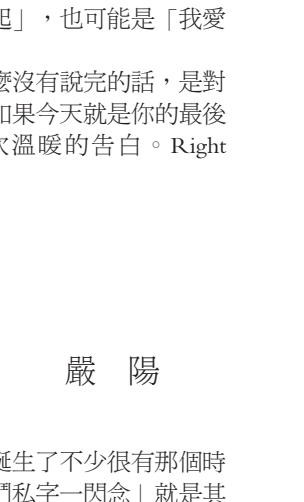 起」，也可能是「我愛
麼沒有說完的話，是對
如果今天就是你的最後
次溫暖的告白。Right
嚴 陽
誕生了不少很有那個時
鬥私字一閃念」就是其